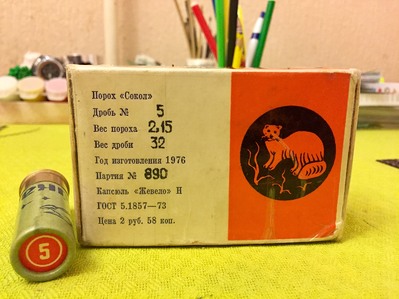 Порох «Сокол»
Дробь № 5
Вес пороха 2,15
Вес дроби 32
Год изготовления 1976
Партия № 890
Капсюль «Жевело» Н
ГОСТ 5.1857—73
Цена 2 руб. 58 коп.
5